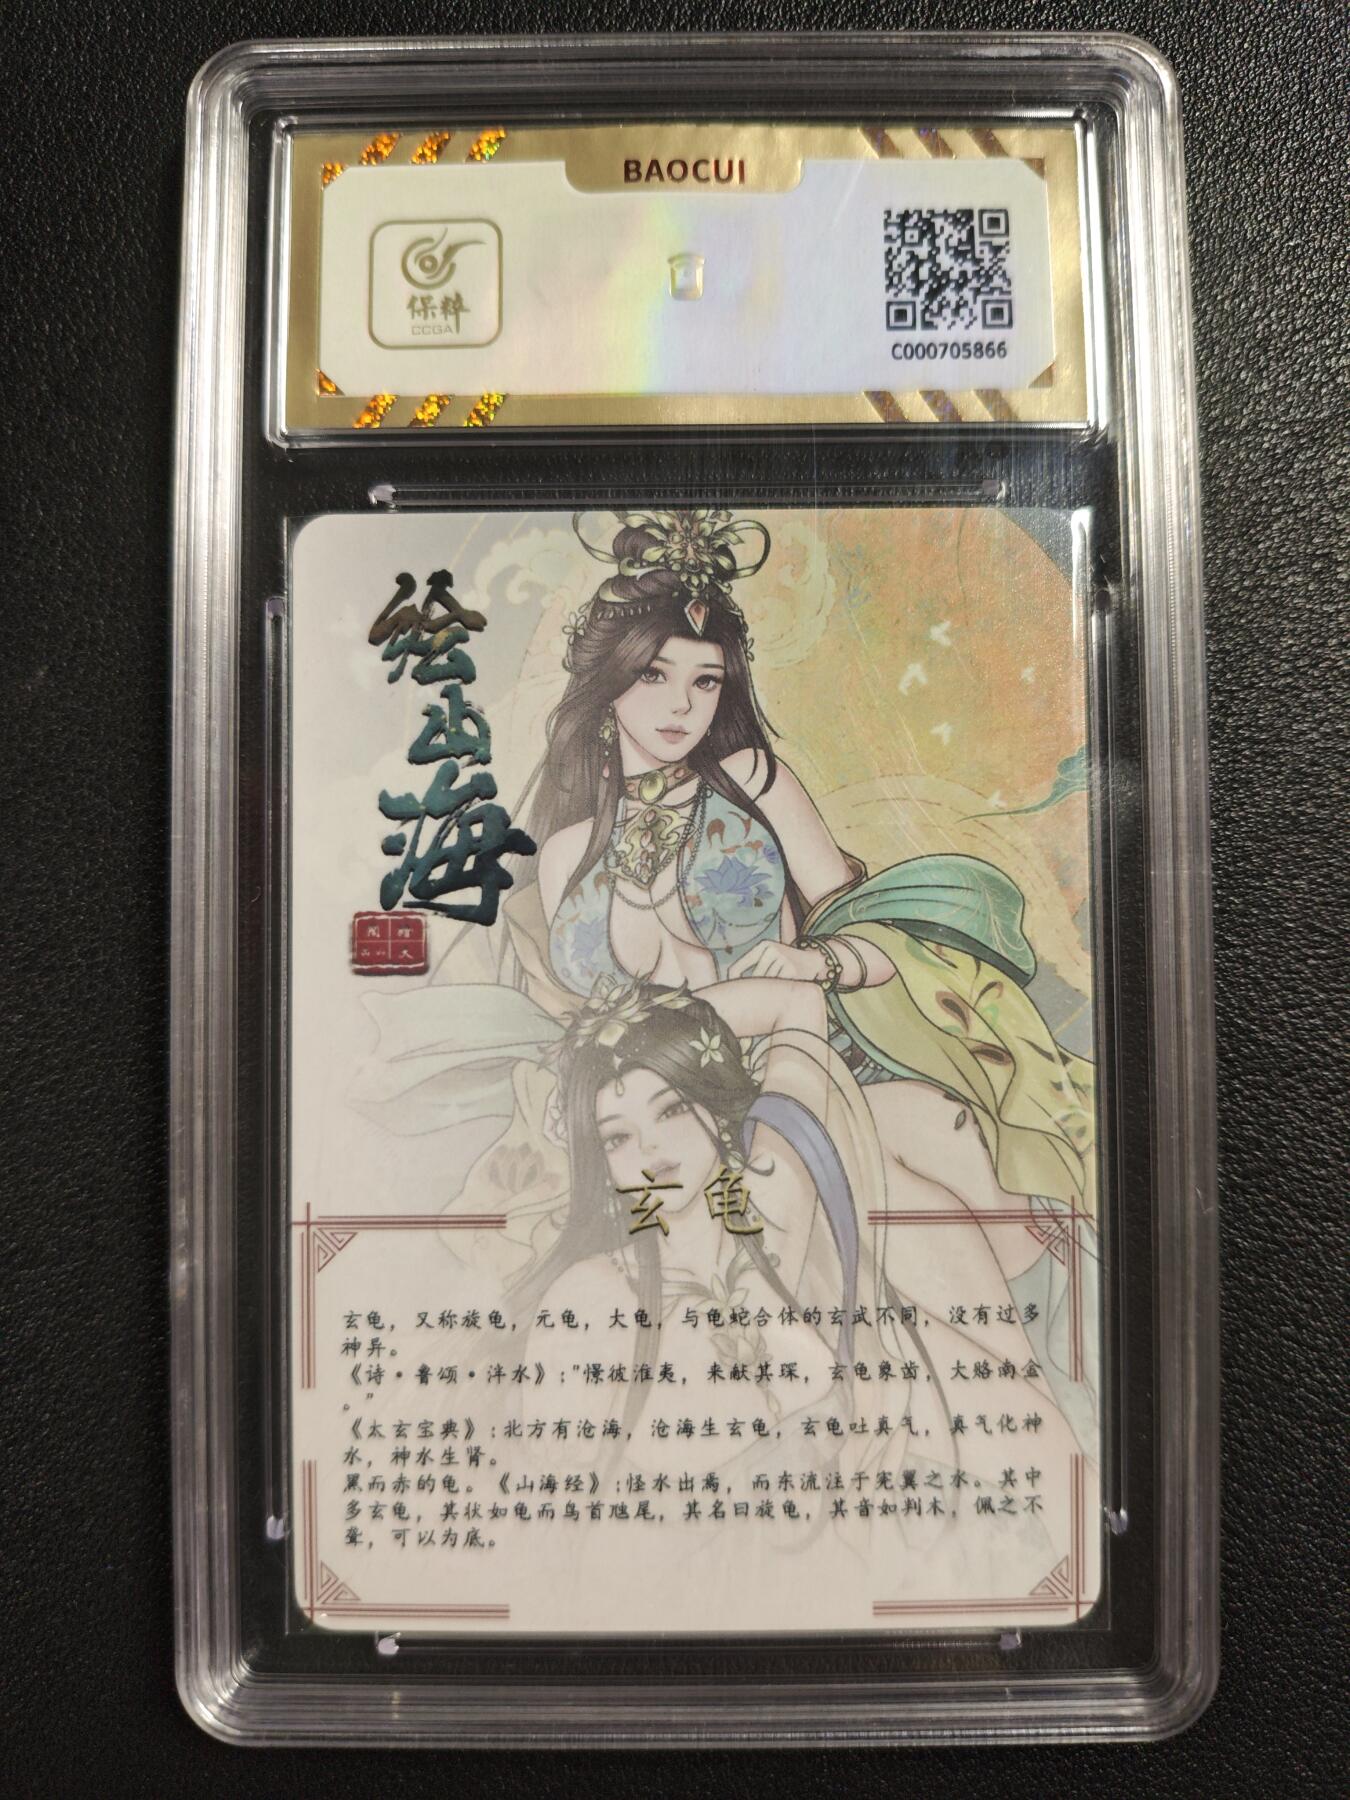 BAOCUI
保粹
CCGA
C000705866
绘山海
玄龟
玄龟，又称旋龟，元龟，大龟，与龟蛇合体的玄武不同，没有过多
神异。
《诗·鲁颂·泮水》："憬彼淮夷，来献其琛，玄龟象齿，大赂南金
。"
《太玄宝典》：北方有沧海，沧海生玄龟，玄龟吐真气，真气化神
水，神水生肾。
黑而赤的龟。《山海经》：怪水出焉，而东流注于宪翼之水。其中
多玄龟，其状如龟而鸟首虺尾，其名曰旋龟，其音如判木，佩之不
聋，可以为底。